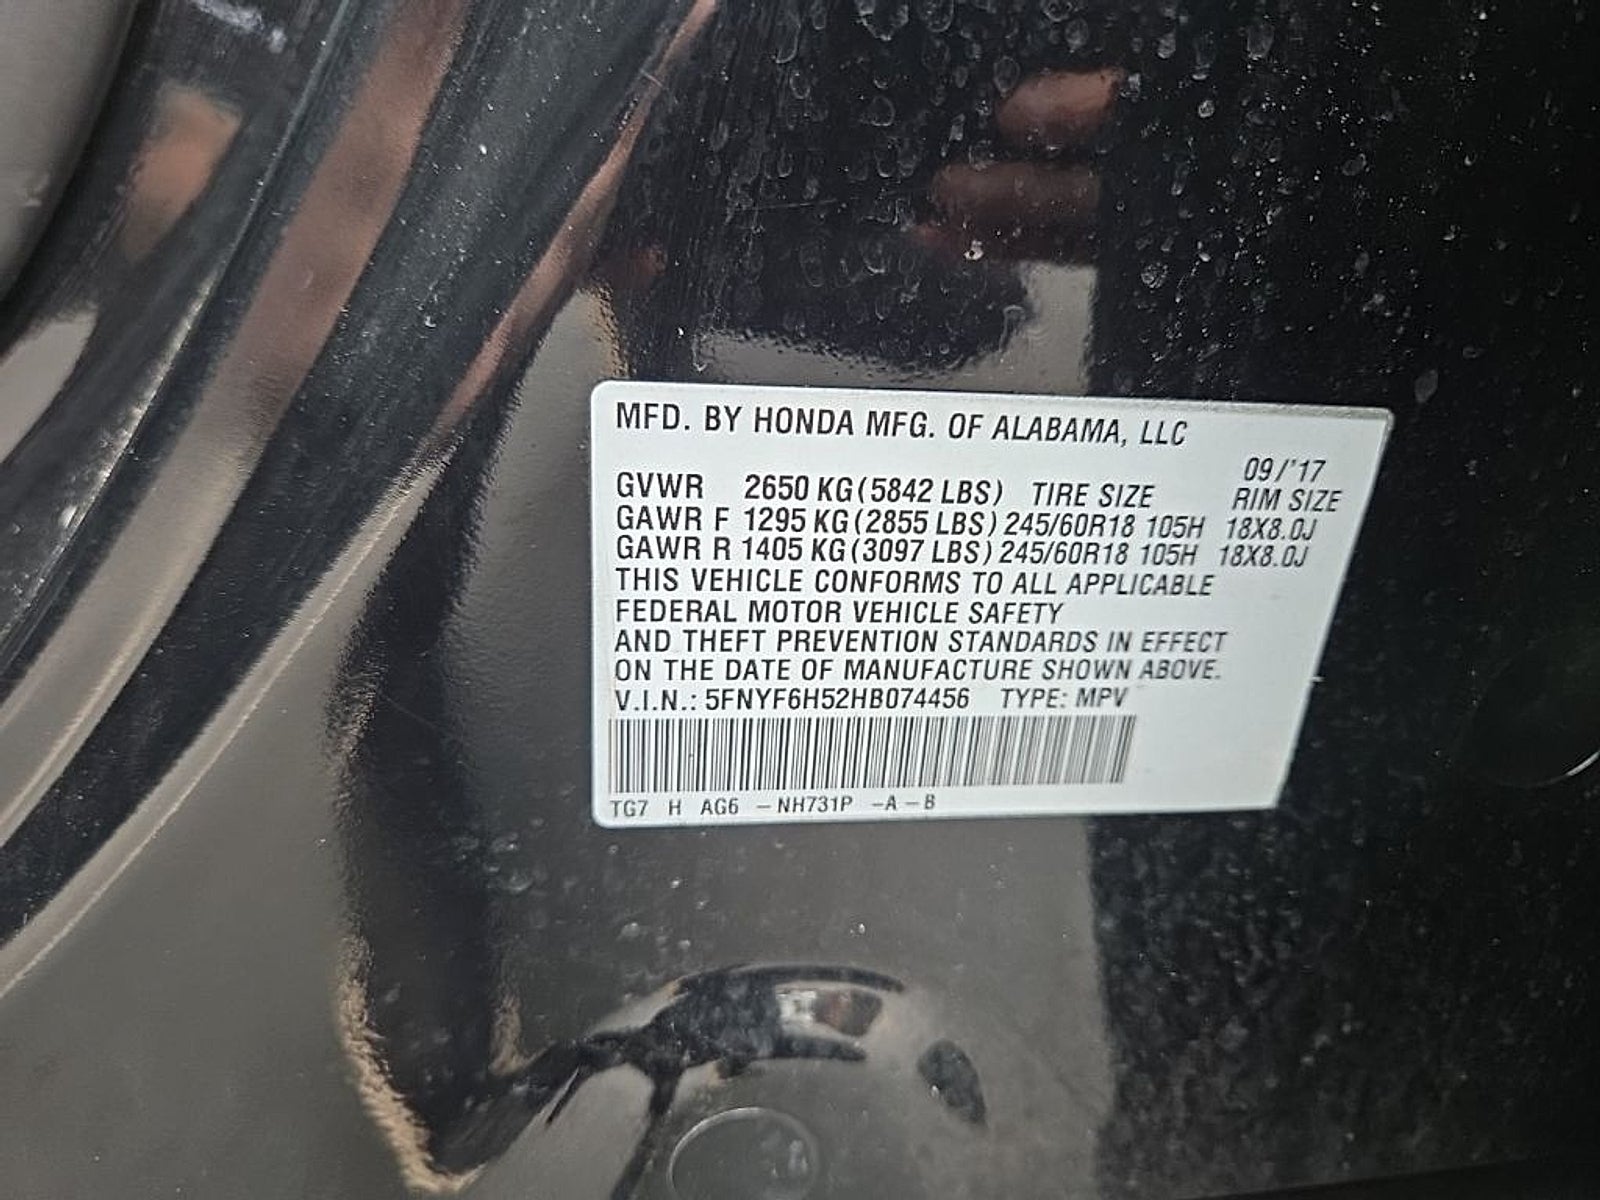 MFD. BY HONDA MFG. OF ALABAMA, LLC
09/'17
GVWR 2650 KG (5842 LBS) TIRE SIZE RIM SIZE
GAWR F 1295 KG (2855 LBS) 245/60R18 105H 18X8.0J
GAWR R 1405 KG (3097 LBS) 245/60R18 105H 18X8.0J
THIS VEHICLE CONFORMS TO ALL APPLICABLE
FEDERAL MOTOR VEHICLE SAFETY
AND THEFT PREVENTION STANDARDS IN EFFECT
ON THE DATE OF MANUFACTURE SHOWN ABOVE.
V.I.N.: 5FNYF6H52HB074456 TYPE: MPV
TG7 H AG6 -NH731P -A-B